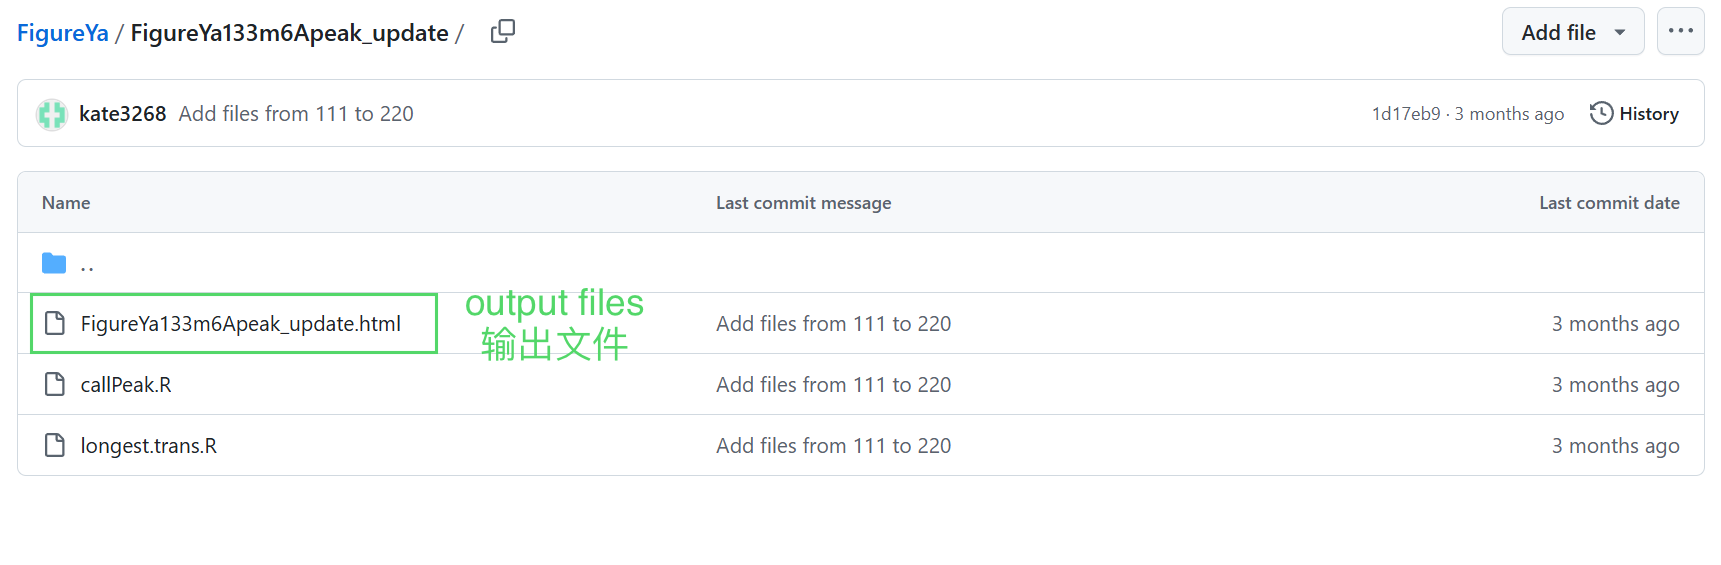 FigureYa / FigureYa133m6Apeak_update /
Add file
kate3268 Add files from 111 to 220
1d17eb9 · 3 months ago
History
Name Last commit message Last commit date
..
output files
FigureYa133m6Apeak_update.html Add files from 111 to 220 3 months ago
输出文件
callPeak.R Add files from 111 to 220 3 months ago
longest.trans.R Add files from 111 to 220 3 months ago